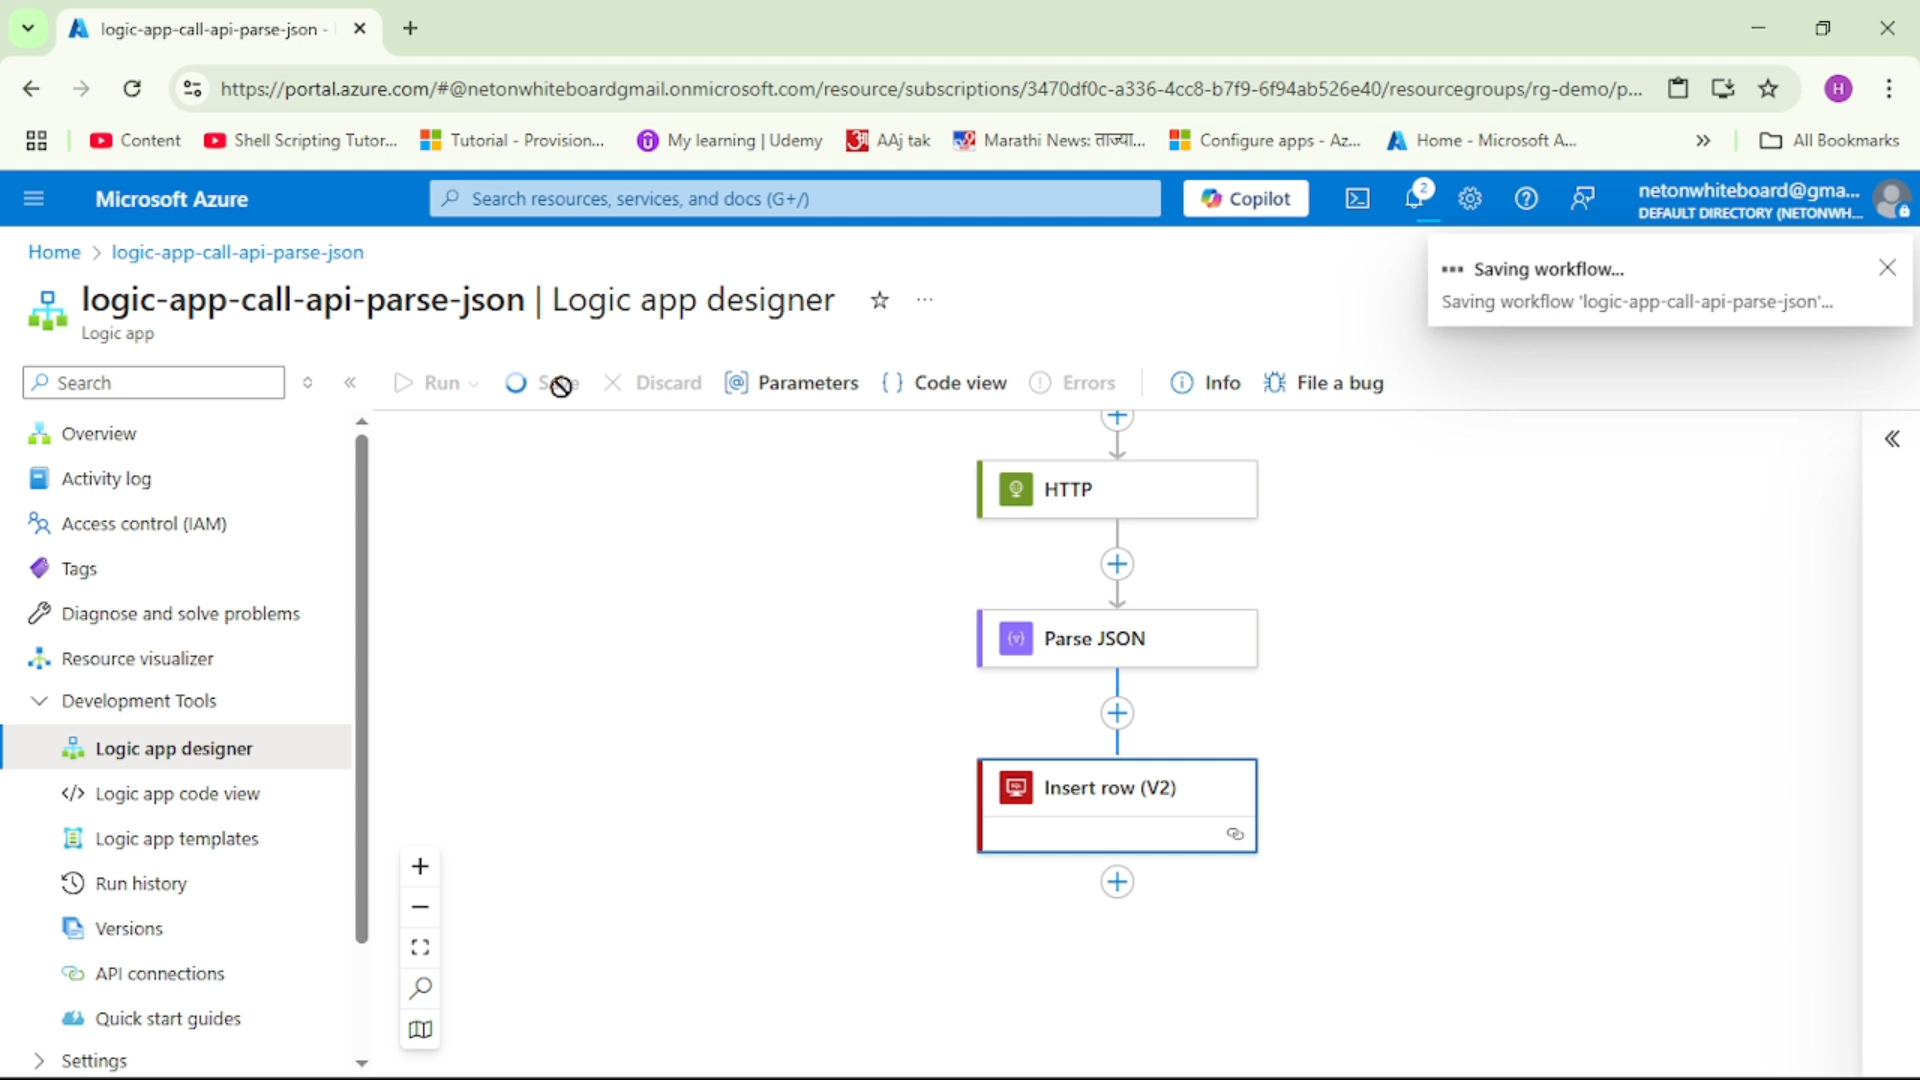 logic-app-call-api-parse-json -
https://portal.azure.com/#@netonwhiteboardgmail.onmicrosoft.com/resource/subscriptions/3470df0c-a336-4cc8-b7f9-6f94ab526e40/resourcegroups/rg-demo/p...
H
Content
Shell Scripting Tutor...
Tutorial - Provision...
My learning | Udemy
AAj tak
Marathi News: ताज्या...
Configure apps - Az...
Home - Microsoft A...
All Bookmarks
Microsoft Azure
Search resources, services, and docs (G+/)
Copilot
2
netonwhiteboard@gma...
DEFAULT DIRECTORY (NETONWH...
Home > logic-app-call-api-parse-json
Saving workflow...
Saving workflow 'logic-app-call-api-parse-json'...
logic-app-call-api-parse-json | Logic app designer
Logic app
Search
Run
Discard
Parameters
Code view
Errors
Info
File a bug
Overview
Activity log
Access control (IAM)
Tags
Diagnose and solve problems
Resource visualizer
Development Tools
Logic app designer
Logic app code view
Logic app templates
Run history
Versions
API connections
Quick start guides
Settings
HTTP
Parse JSON
Insert row (V2)